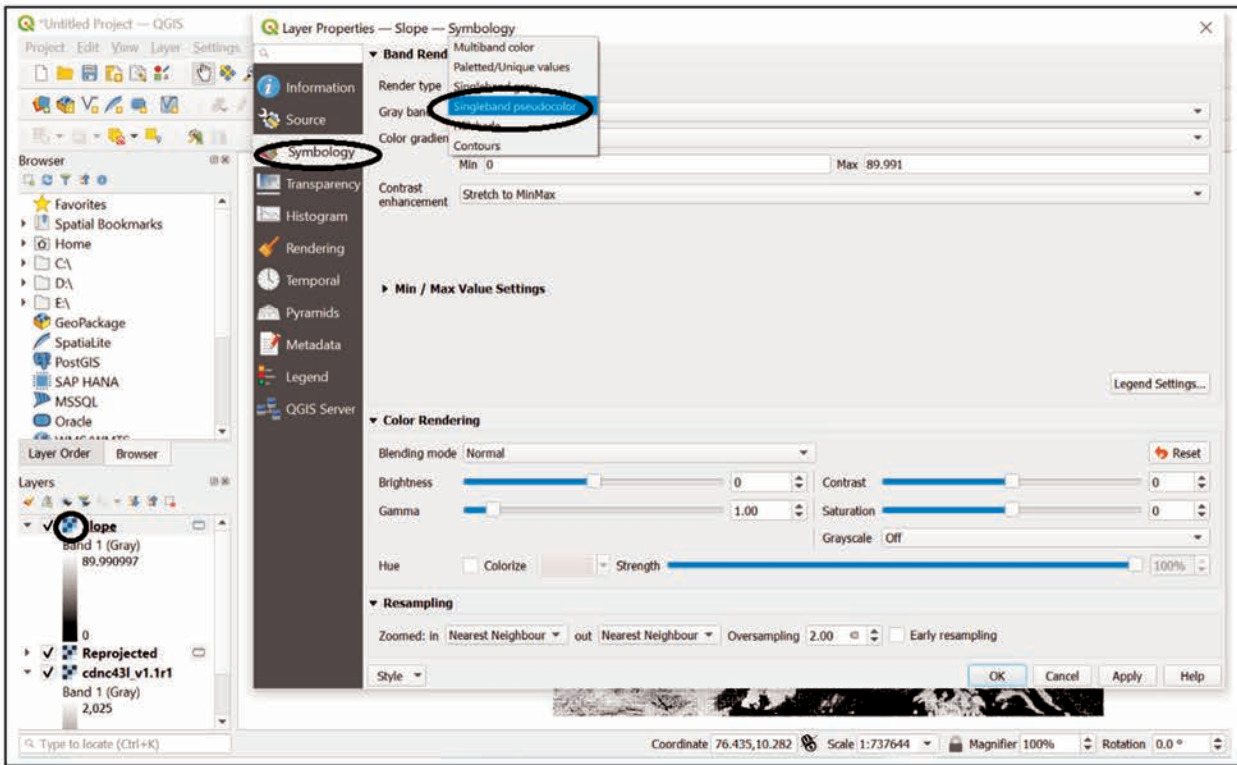 *Untitled Project — QGIS
Project Edit View Layer Settings
Browser
Favorites
Spatial Bookmarks
Home
C:\
D:\
E:\
GeoPackage
SpatiaLite
PostGIS
SAP HANA
MSSQL
Oracle
Layer Order Browser
Layers
Slope
Band 1 (Gray)
89.990997
0
Reprojected
cdnc43l_v1.1r1
Band 1 (Gray)
2,025
Type to locate (Ctrl+K)
Layer Properties — Slope — Symbology
Information
Source
Symbology
Transparency
Histogram
Rendering
Temporal
Pyramids
Metadata
Legend
QGIS Server
Band Rend
Render type
Multiband color
Paletted/Unique values
Singleband gray
Singleband pseudocolor
Contours
Gray band
Color gradien
Min 0 Max 89.991
Contrast enhancement Stretch to MinMax
Min / Max Value Settings
Legend Settings...
Color Rendering
Blending mode Normal Reset
Brightness 0 Contrast 0
Gamma 1.00 Saturation 0
Grayscale Off
Hue Colorize Strength 100%
Resampling
Zoomed: in Nearest Neighbour out Nearest Neighbour Oversampling 2.00 Early resampling
Style OK Cancel Apply Help
Coordinate 76.435,10.282 Scale 1:737644 Magnifier 100% Rotation 0.0 °